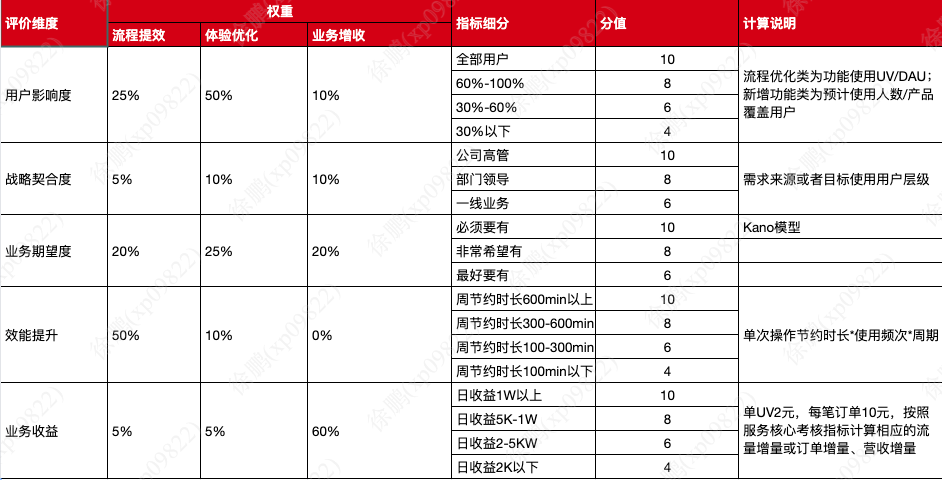 评价维度
权重
指标细分
分值
计算说明
流程提效
体验优化
业务增收
用户影响度
25%
50%
10%
全部用户
10
60%-100%
8
30%-60%
6
30%以下
4
流程优化类为功能使用UV/DAU；
新增功能类为预计使用人数/产品
覆盖用户
战略契合度
5%
10%
10%
公司高管
10
部门领导
8
一线业务
6
需求来源或者目标使用用户层级
业务期望度
20%
25%
20%
必须要有
10
Kano模型
非常希望有
8
最好要有
6
效能提升
50%
10%
0%
周节约时长600min以上
10
周节约时长300-600min
8
周节约时长100-300min
6
周节约时长100min以下
4
单次操作节约时长*使用频次*周期
业务收益
5%
5%
60%
日收益1W以上
10
日收益5K-1W
8
日收益2-5KW
6
日收益2K以下
4
单UV2元，每笔订单10元，按照
服务核心考核指标计算相应的流
量增量或订单增量、营收增量
徐鹏(xp09822)